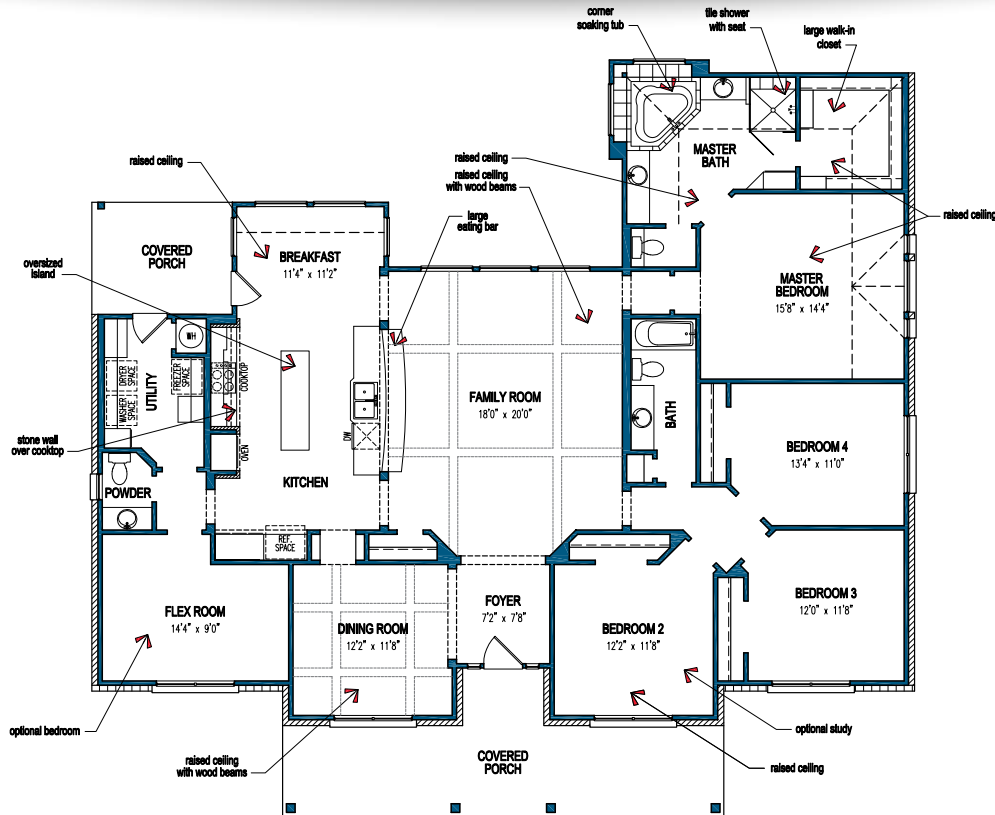 corner
soaking tub
tile shower
with seat
large walk-in
closet
MASTER
BATH
raised ceiling
raised ceiling
raised ceiling
with wood beams
large
eating bar
raised ceiling
COVERED
PORCH
BREAKFAST
11'4" x 11'2"
oversized
island
MASTER
BEDROOM
15'8" x 14'4"
WH
DRYER
SPACE
WASHER
SPACE
UTILITY
FREEZER
SPACE
COOKTOP
FAMILY ROOM
18'0" x 20'0"
BATH
DW
stone wall
over cooktop
OVEN
BEDROOM 4
13'4" x 11'0"
KITCHEN
POWDER
REF.
SPACE
FLEX ROOM
14'4" x 9'0"
DINING ROOM
12'2" x 11'8"
FOYER
7'2" x 7'8"
BEDROOM 2
12'2" x 11'8"
BEDROOM 3
12'0" x 11'8"
optional bedroom
raised ceiling
with wood beams
COVERED
PORCH
optional study
raised ceiling